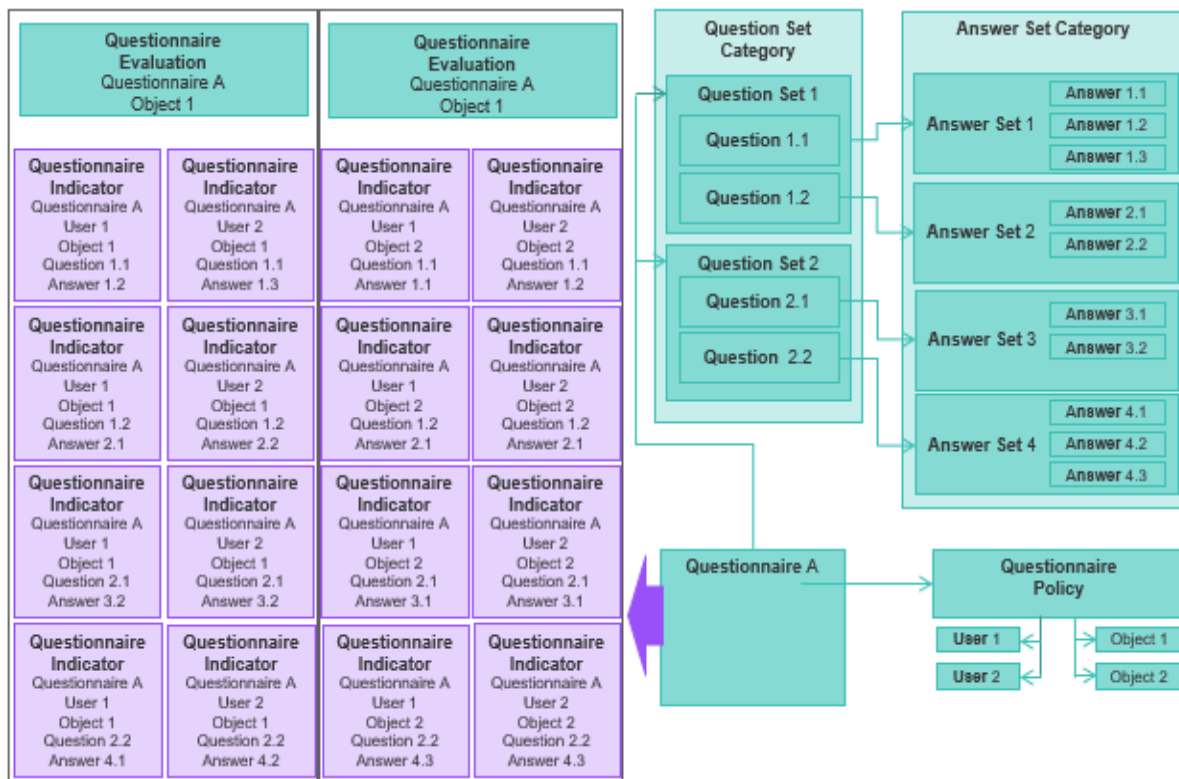 Questionnaire
Evaluation
Questionnaire A
Object 1
Questionnaire
Evaluation
Questionnaire A
Object 1
Questionnaire
Indicator
Questionnaire A
User 1
Object 1
Question 1.1
Answer 1.2
Questionnaire
Indicator
Questionnaire A
User 2
Object 1
Question 1.1
Answer 1.3
Questionnaire
Indicator
Questionnaire A
User 1
Object 2
Question 1.1
Answer 1.1
Questionnaire
Indicator
Questionnaire A
User 2
Object 2
Question 1.1
Answer 1.2
Questionnaire
Indicator
Questionnaire A
User 1
Object 1
Question 1.2
Answer 2.1
Questionnaire
Indicator
Questionnaire A
User 2
Object 1
Question 1.2
Answer 2.2
Questionnaire
Indicator
Questionnaire A
User 1
Object 2
Question 1.2
Answer 2.1
Questionnaire
Indicator
Questionnaire A
User 2
Object 2
Question 1.2
Answer 2.1
Questionnaire
Indicator
Questionnaire A
User 1
Object 1
Question 2.1
Answer 3.2
Questionnaire
Indicator
Questionnaire A
User 2
Object 1
Question 2.1
Answer 3.2
Questionnaire
Indicator
Questionnaire A
User 1
Object 2
Question 2.1
Answer 3.1
Questionnaire
Indicator
Questionnaire A
User 2
Object 2
Question 2.1
Answer 3.1
Questionnaire
Indicator
Questionnaire A
User 1
Object 1
Question 2.2
Answer 4.1
Questionnaire
Indicator
Questionnaire A
User 2
Object 1
Question 2.2
Answer 4.2
Questionnaire
Indicator
Questionnaire A
User 1
Object 2
Question 2.2
Answer 4.3
Questionnaire
Indicator
Questionnaire A
User 2
Object 2
Question 2.2
Answer 4.3
Question Set
Category
Question Set 1
Question 1.1
Question 1.2
Question Set 2
Question 2.1
Question 2.2
Answer Set Category
Answer Set 1
Answer 1.1
Answer 1.2
Answer 1.3
Answer Set 2
Answer 2.1
Answer 2.2
Answer Set 3
Answer 3.1
Answer 3.2
Answer Set 4
Answer 4.1
Answer 4.2
Answer 4.3
Questionnaire A
Questionnaire
Policy
User 1
User 2
Object 1
Object 2